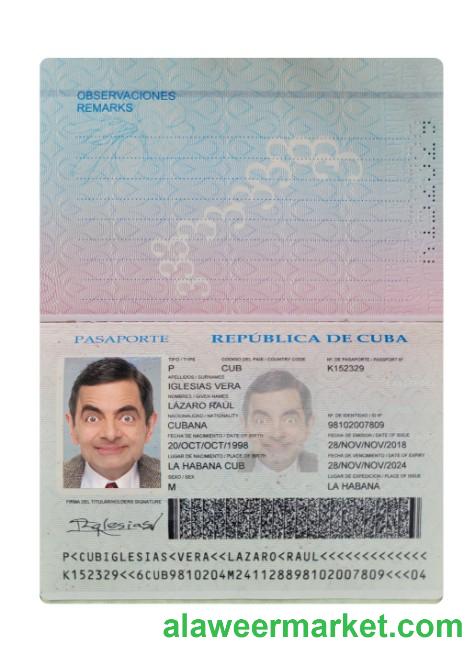 OBSERVACIONES
REMARKS
PASAPORTE REPÚBLICA DE CUBA
TIPO / TYPE CODIGO DEL PAIS / COUNTRY CODE Nº. DE PASAPORTE / PASSPORT Nº
P CUB K152329
APELLIDOS / SURNAMES
IGLESIAS VERA
NOMBRES / GIVEN NAMES
LÁZARO RAÚL
NACIONALIDAD / NATIONALITY Nº. DE IDENTIDAD / ID Nº
CUBANA 98102007809
FECHA DE NACIMIENTO / DATE OF BIRTH FECHA DE EMISION / DATE OF ISSUE
20/OCT/OCT/1998 28/NOV/NOV/2018
LUGAR DE NACIMIENTO / PLACE OF BIRTH FECHA DE VENCIMIENTO / DATE OF EXPIRY
LA HABANA CUB 28/NOV/NOV/2024
SEXO / SEX LUGAR DE EXPEDICION / PLACE OF ISSUE
M LA HABANA
FIRMA DEL TITULAR/HOLDERS SIGNATURE
RIglesiasV
P<CUBIGLESIAS<VERA<<LAZARO<RAUL<<<<<<<<<<<<<
K152329<<6CUB9810204M241128898102007809<<<04
alaweermarket.com